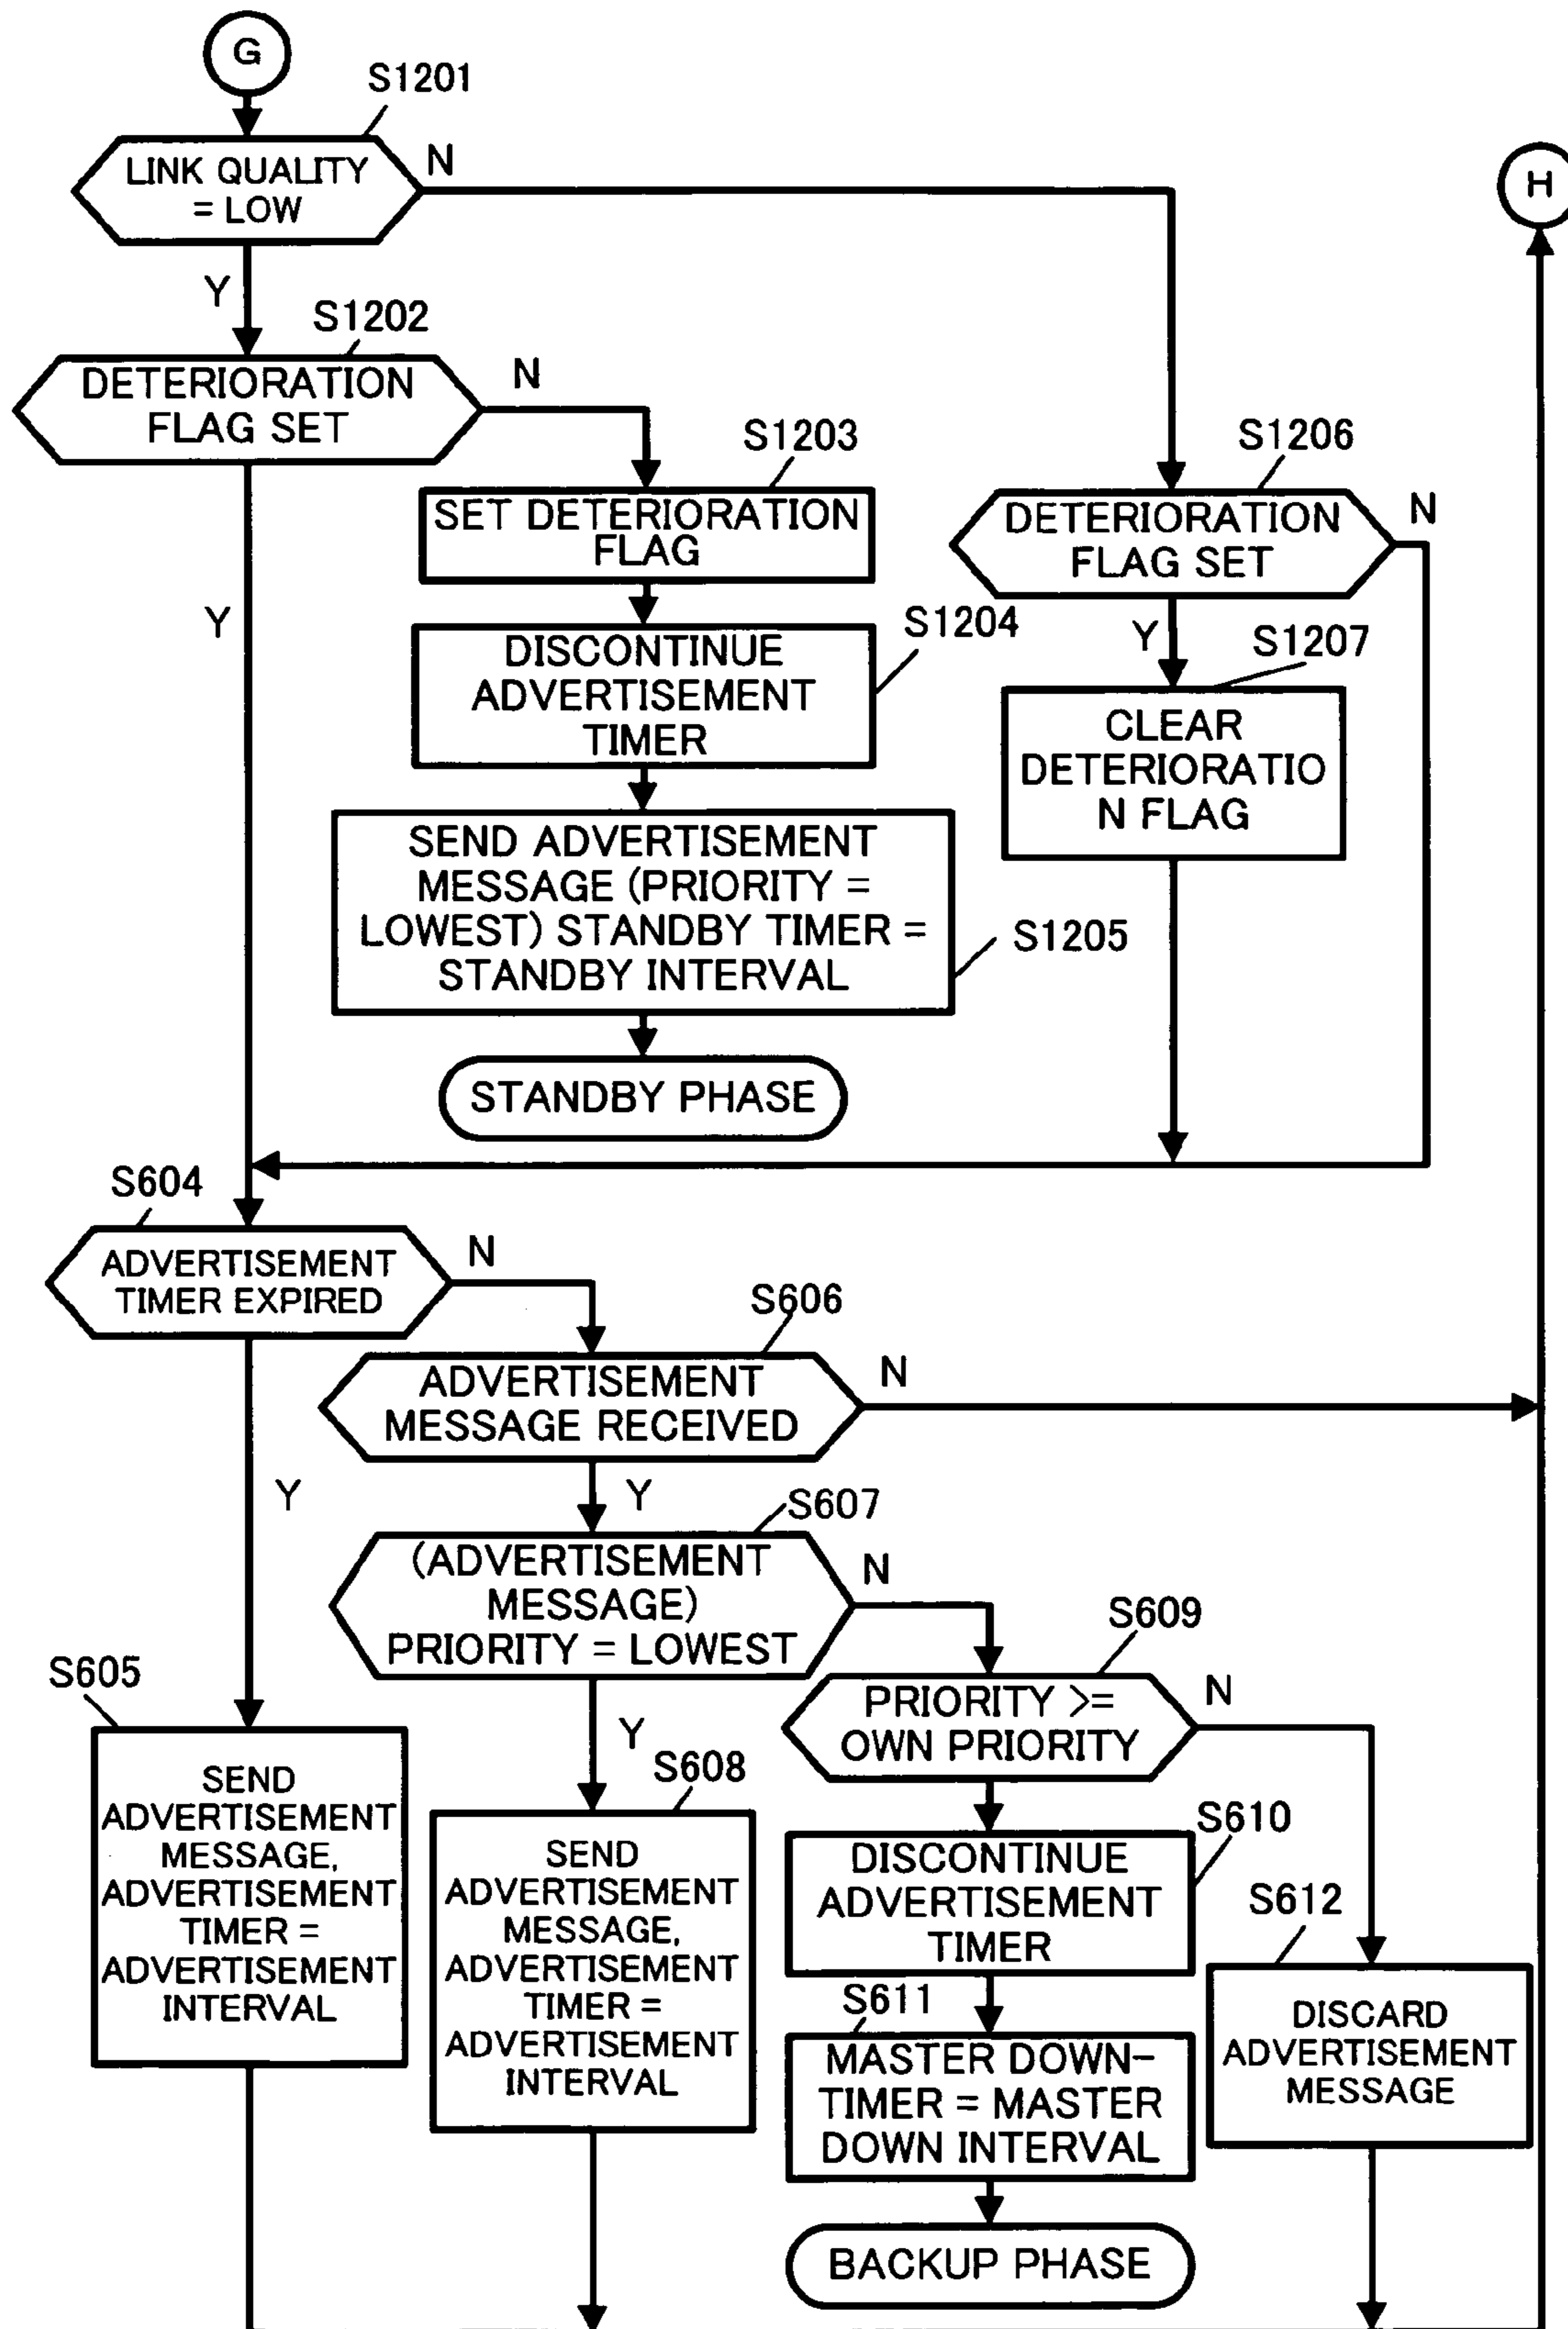 G
S1201
LINK QUALITY
= LOW
N
H
Y
S1202
DETERIORATION
FLAG SET
N
S1203
SET DETERIORATION
FLAG
S1206
DETERIORATION
FLAG SET
N
Y
S1204
DISCONTINUE
ADVERTISEMENT
TIMER
Y
S1207
CLEAR
DETERIORATIO
N FLAG
SEND ADVERTISEMENT
MESSAGE (PRIORITY =
LOWEST) STANDBY TIMER =
STANDBY INTERVAL
S1205
STANDBY PHASE
S604
ADVERTISEMENT
TIMER EXPIRED
N
S606
ADVERTISEMENT
MESSAGE RECEIVED
N
Y
Y
S607
(ADVERTISEMENT
MESSAGE)
PRIORITY = LOWEST
N
S609
PRIORITY >=
OWN PRIORITY
N
S605
SEND
ADVERTISEMENT
MESSAGE,
ADVERTISEMENT
TIMER =
ADVERTISEMENT
INTERVAL
Y
S608
SEND
ADVERTISEMENT
MESSAGE,
ADVERTISEMENT
TIMER =
ADVERTISEMENT
INTERVAL
S610
DISCONTINUE
ADVERTISEMENT
TIMER
S612
DISCARD
ADVERTISEMENT
MESSAGE
S611
MASTER DOWN-
TIMER = MASTER
DOWN INTERVAL
BACKUP PHASE